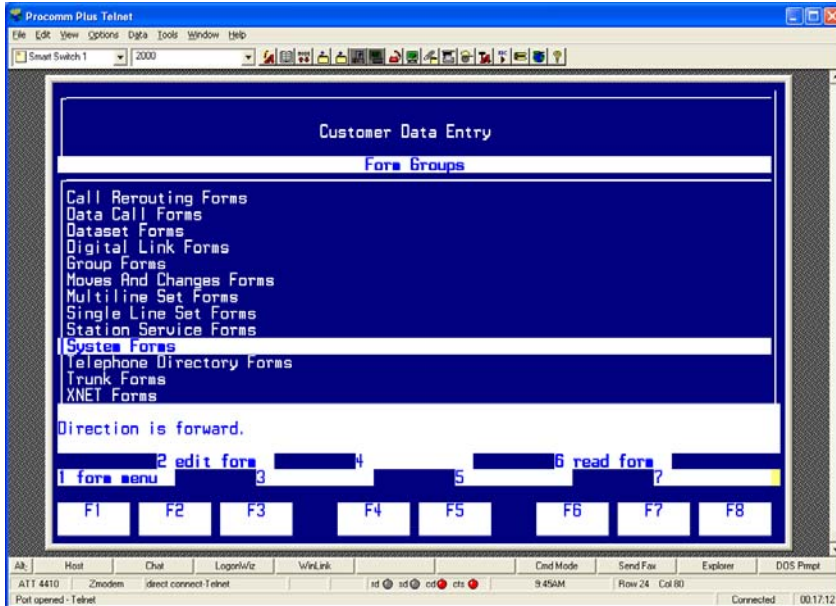 Procomm Plus Telnet
File Edit View Options Data Tools Window Help
Smart Switch 1 2000
Customer Data Entry
Form Groups
Call Rerouting Forms
Data Call Forms
Dataset Forms
Digital Link Forms
Group Forms
Moves And Changes Forms
Multiline Set Forms
Single Line Set Forms
Station Service Forms
System Forms
Telephone Directory Forms
Trunk Forms
XNET Forms
Direction is forward.
2 edit form 4 6 read form
1 form menu 3 5 7
F1 F2 F3 F4 F5 F6 F7 F8
Alt- Host Chat LogonWiz WinLink Cmd Mode Send Fax Explorer DOS Prmpt
ATT 4410 Zmodem direct connect-Telnet rd sd cd cts 9:45AM Row 24 Col 80
Port opened - Telnet Connected 00:17:12